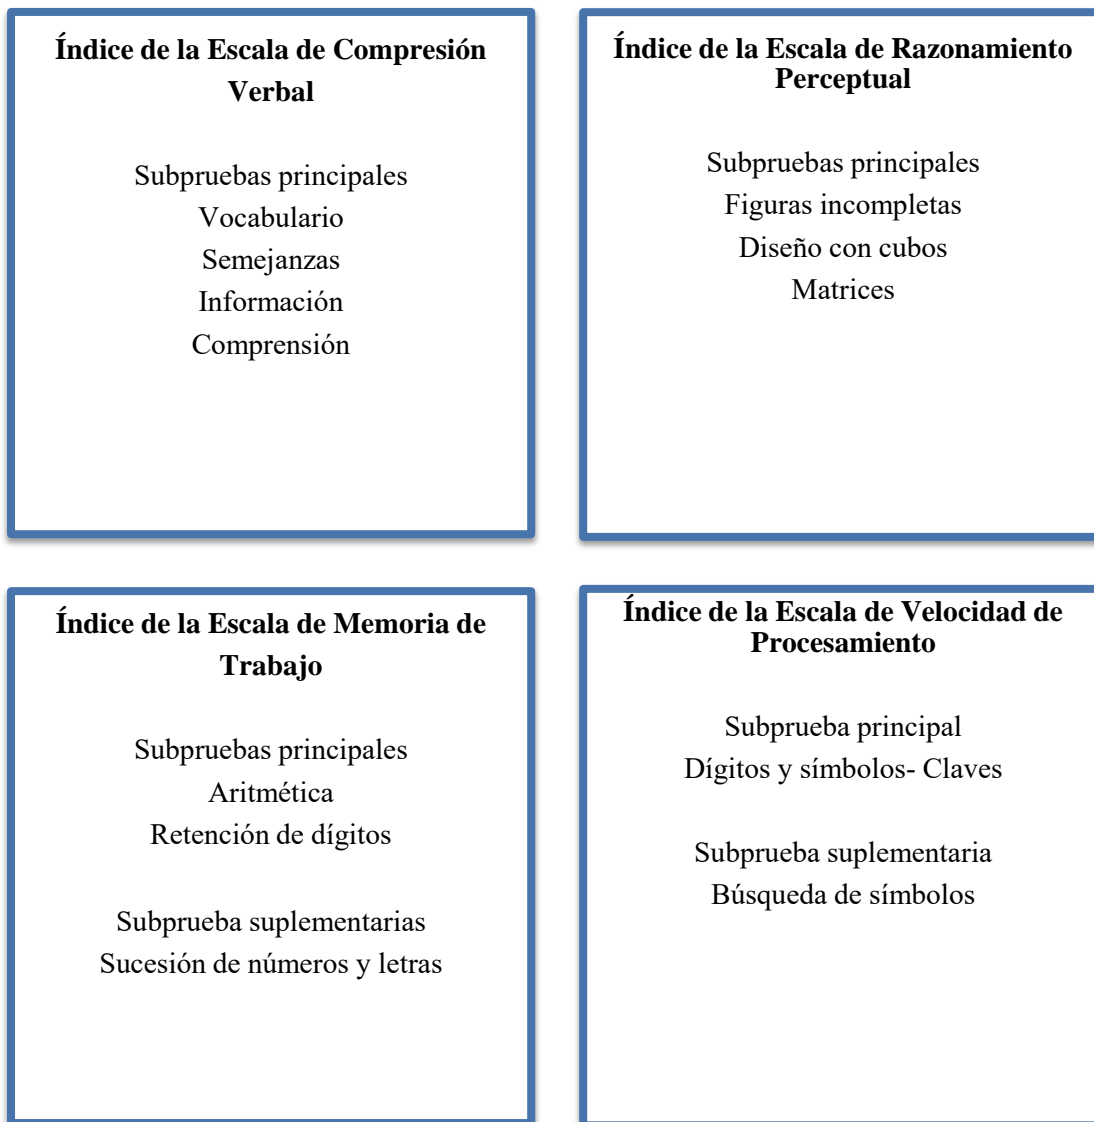 Índice de la Escala de Compresión
Verbal
Subpruebas principales
Vocabulario
Semejanzas
Información
Comprensión
Índice de la Escala de Razonamiento
Perceptual
Subpruebas principales
Figuras incompletas
Diseño con cubos
Matrices
Índice de la Escala de Memoria de
Trabajo
Subpruebas principales
Aritmética
Retención de dígitos
Subprueba suplementarias
Sucesión de números y letras
Índice de la Escala de Velocidad de
Procesamiento
Subprueba principal
Dígitos y símbolos- Claves
Subprueba suplementaria
Búsqueda de símbolos